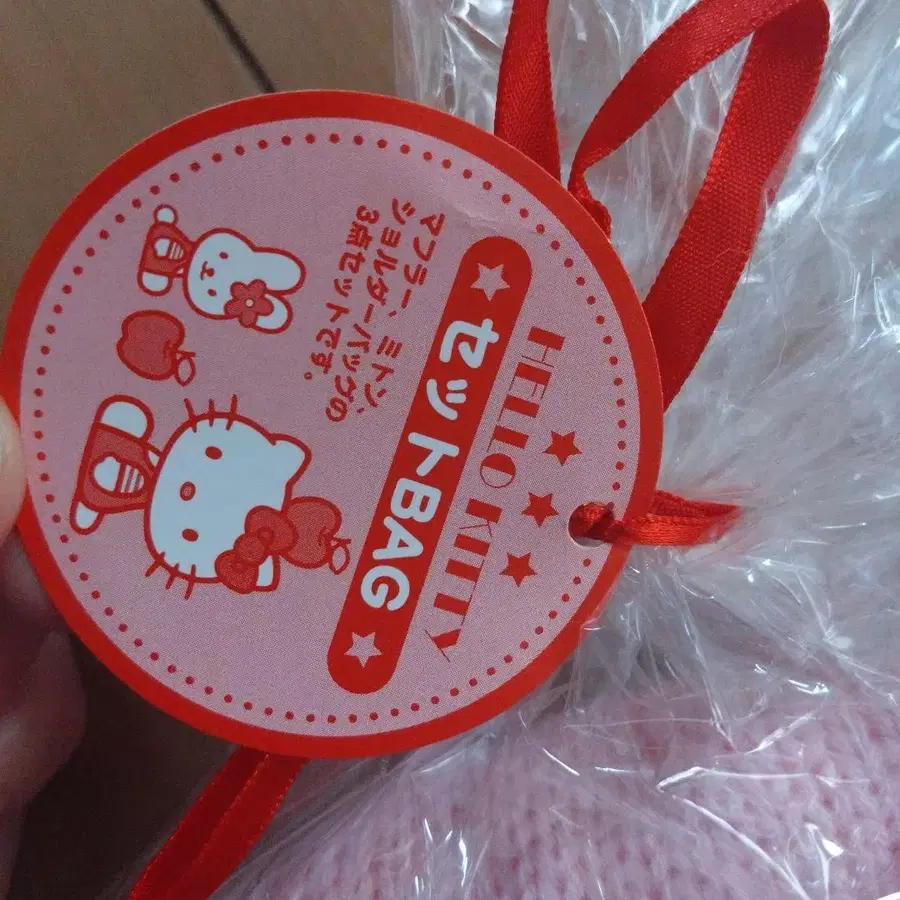 HELLO KITTY
セットBAG
マフラー、ミトン、
ショルダーバッグの
3点セットです。